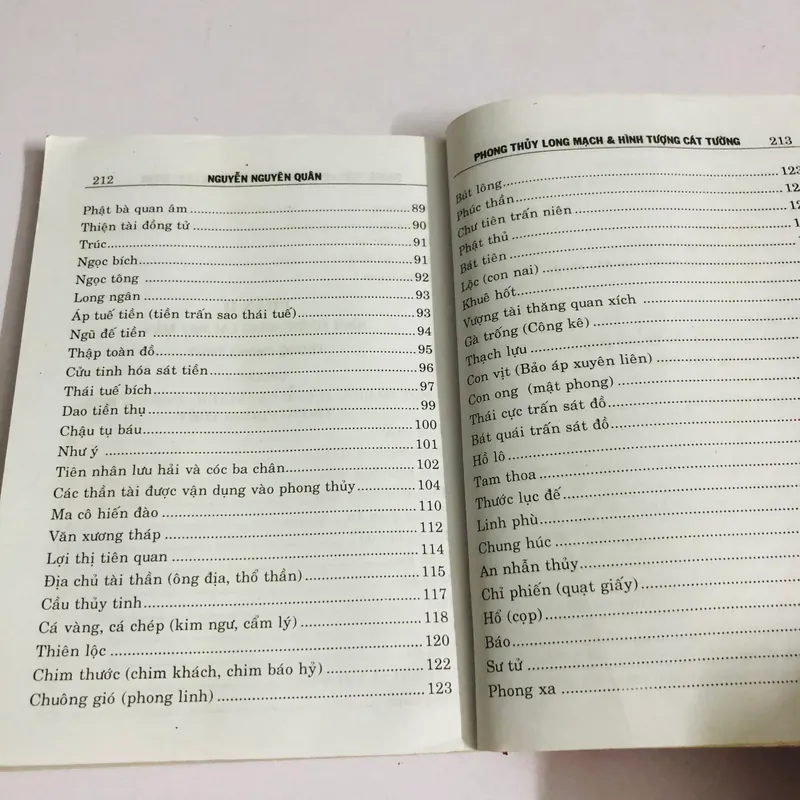 212 NGUYỄN NGUYÊN QUÂN
Phật bà quan âm ........ 89
Thiện tài đồng tử ........ 90
Trúc ........ 91
Ngọc bích ........ 91
Ngọc tông ........ 92
Long ngân ........ 93
Áp tuế tiền (tiền trấn sao thái tuế) ........ 93
Ngũ đế tiền ........ 94
Thập toàn đồ ........ 95
Cửu tinh hóa sát tiền ........ 96
Thái tuế bích ........ 97
Dao tiền thụ ........ 99
Chậu tụ báu ........ 100
Như ý ........ 101
Tiên nhân lưu hải và cóc ba chân ........ 102
Các thần tài được vận dụng vào phong thủy ........ 104
Ma cô hiến đào ........ 110
Văn xương tháp ........ 112
Lợi thị tiên quan ........ 114
Địa chủ tài thần (ông địa, thổ thần) ........ 115
Cầu thủy tinh ........ 117
Cá vàng, cá chép (kim ngư, cẩm lý) ........ 118
Thiên lộc ........ 120
Chim thước (chim khách, chim báo hỷ) ........ 122
Chuông gió (phong linh) ........ 123
PHONG THỦY LONG MẠCH & HÌNH TƯỢNG CÁT TƯỜNG 213
Bút lông ........ 123
Phúc thần ........
Chư tiên trấn niên ........
Phật thủ ........
Bát tiên ........
Lộc (con nai) ........
Khuê hốt ........
Vượng tài thăng quan xích ........
Gà trống (Công kê) ........
Thạch lựu ........
Con vịt (Bảo áp xuyên liên) ........
Con ong (mật phong) ........
Thái cực trấn sát đồ ........
Bát quái trấn sát đồ ........
Hồ lô ........
Tam thoa ........
Thước lục đế ........
Linh phù ........
Chung húc ........
An nhẫn thủy ........
Chỉ phiến (quạt giấy) ........
Hổ (cọp) ........
Báo ........
Sư tử ........
Phong xa ........